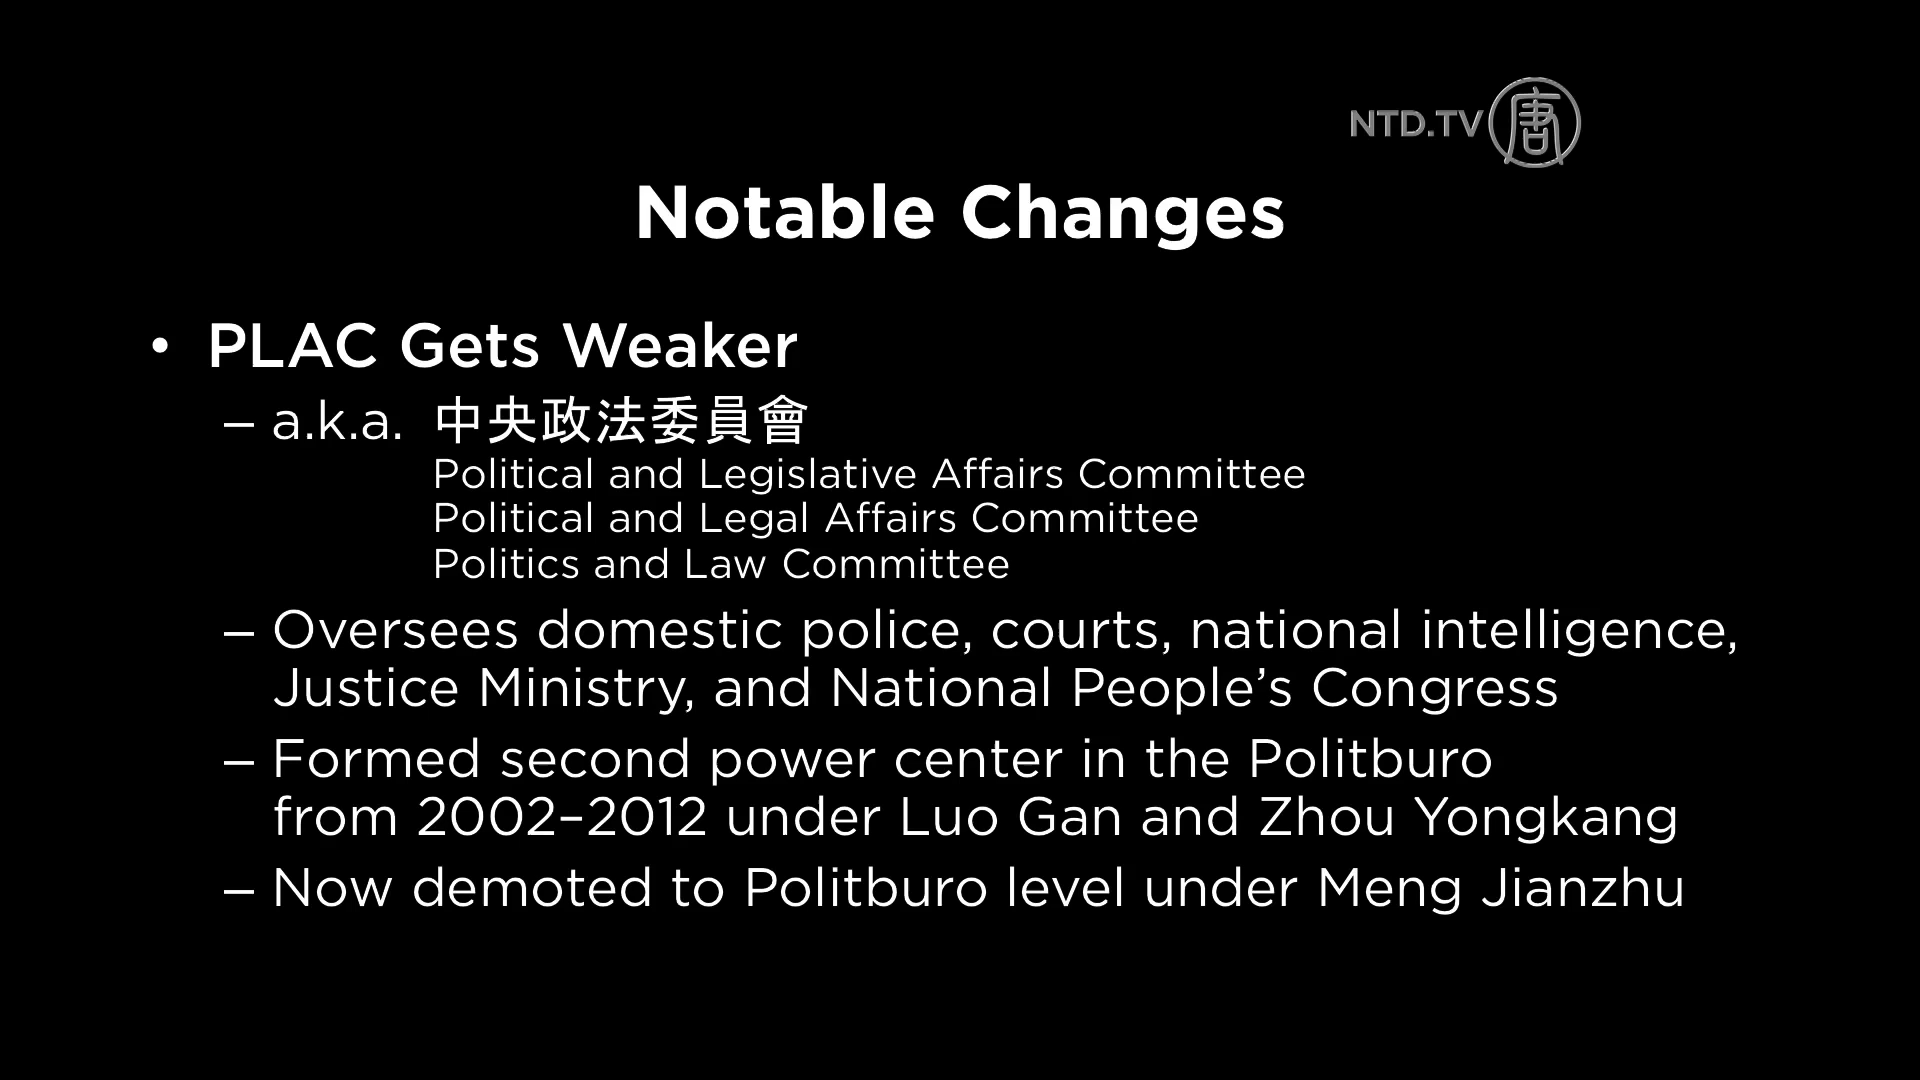 NTD.TV 唐
Notable Changes
• PLAC Gets Weaker
– a.k.a. 中央政法委員會
Political and Legislative Affairs Committee
Political and Legal Affairs Committee
Politics and Law Committee
– Oversees domestic police, courts, national intelligence,
Justice Ministry, and National People’s Congress
– Formed second power center in the Politburo
from 2002–2012 under Luo Gan and Zhou Yongkang
– Now demoted to Politburo level under Meng Jianzhu